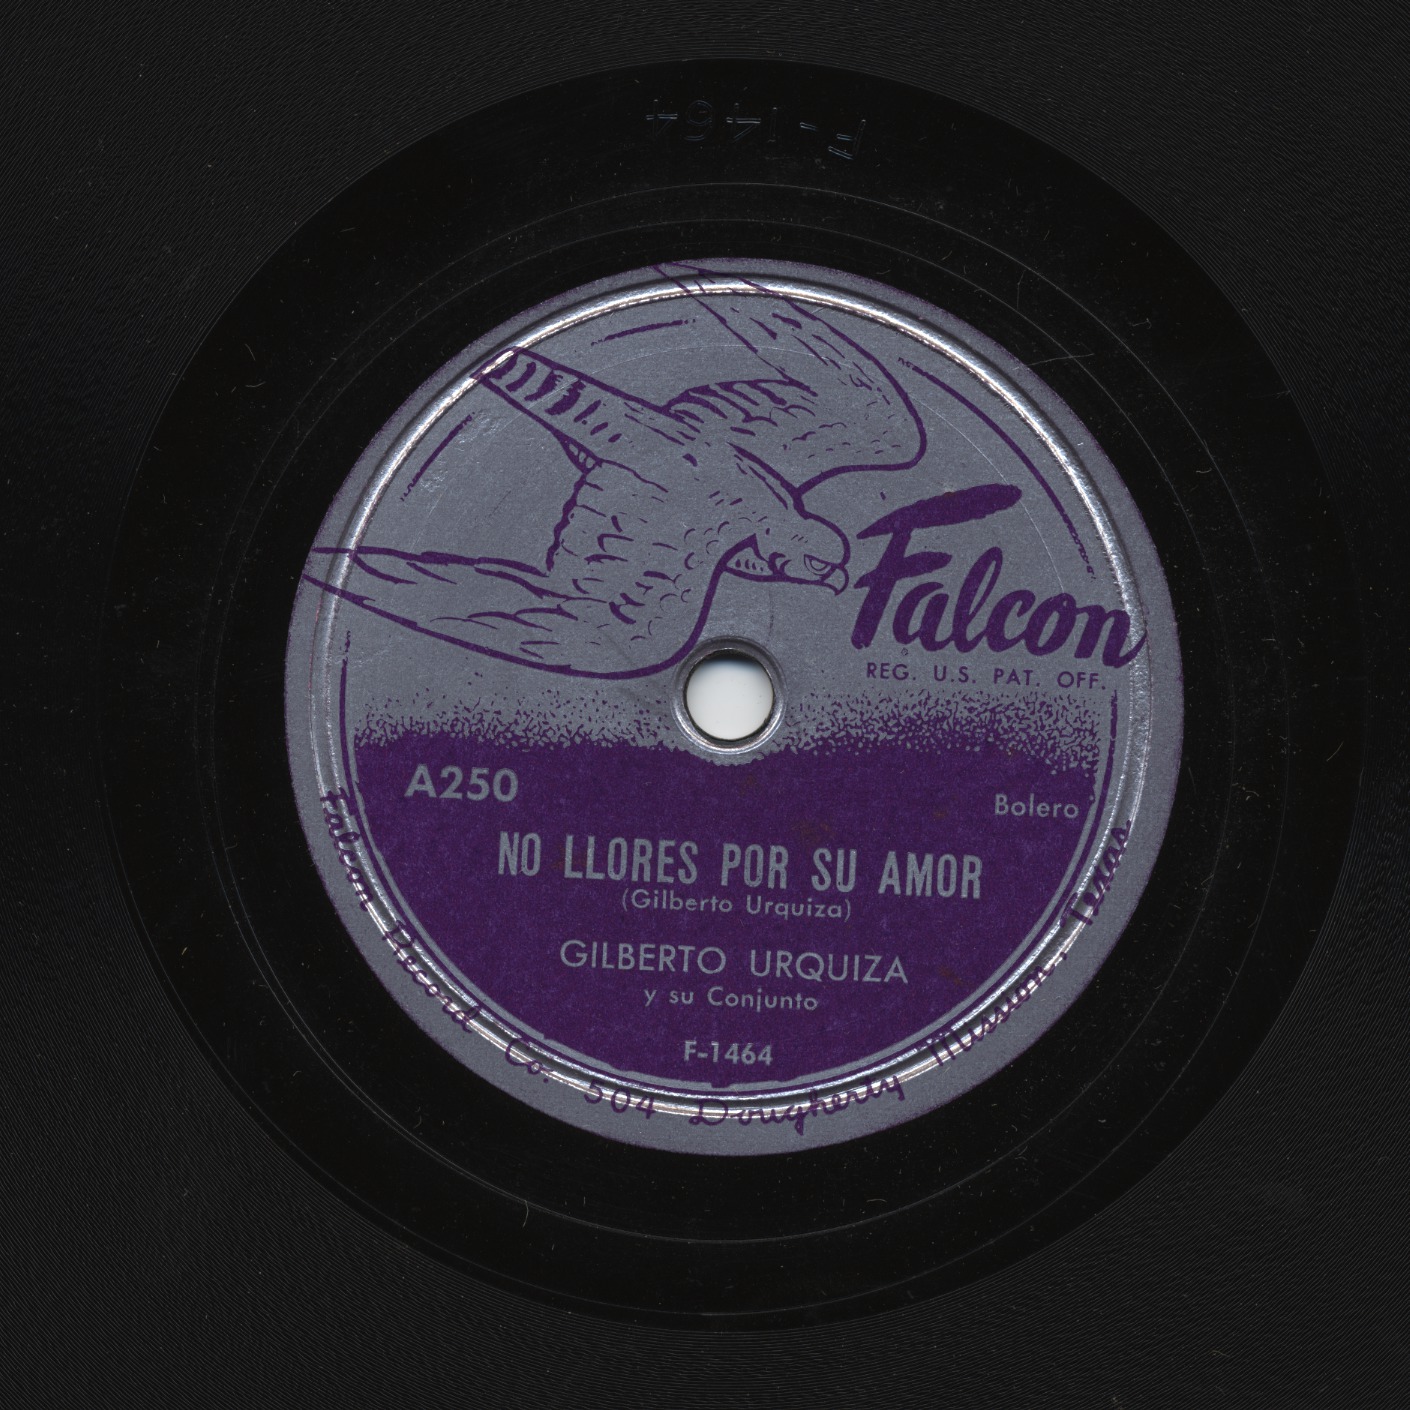 F-1464
Falcon
REG. U.S. PAT. OFF.
A250
Bolero
NO LLORES POR SU AMOR
(Gilberto Urquiza)
GILBERTO URQUIZA
y su Conjunto
F-1464
Falcon Record Co. 504 Dougherty Mission, Texas